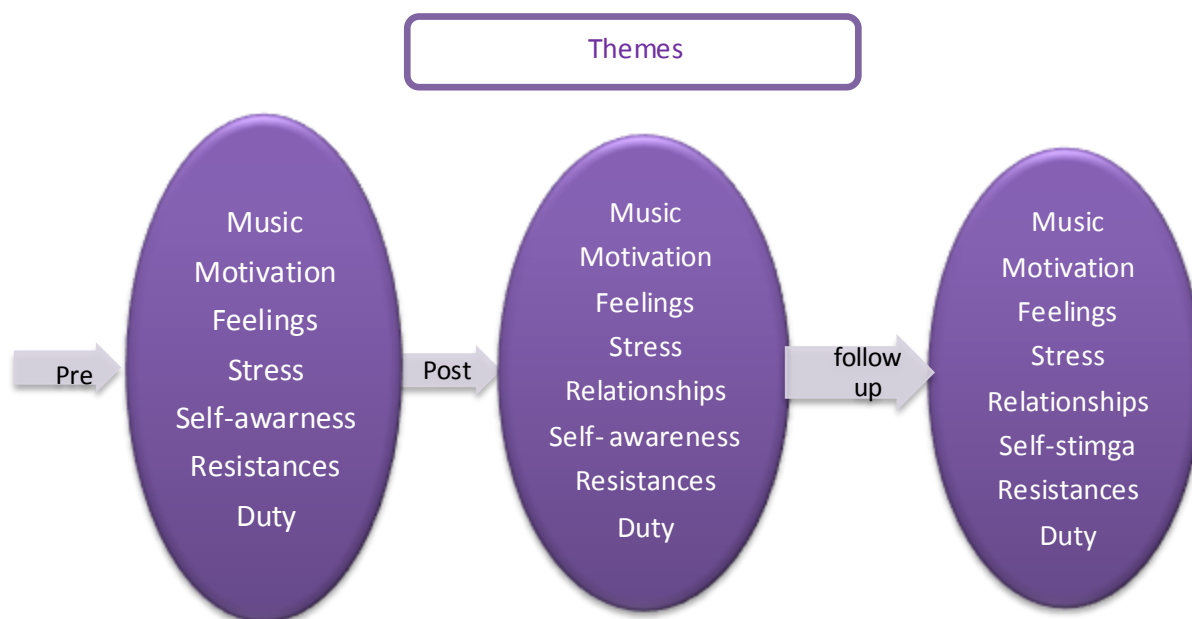 Themes
Pre
Music
Motivation
Feelings
Stress
Self-awarness
Resistances
Duty
Post
Music
Motivation
Feelings
Stress
Relationships
Self- awareness
Resistances
Duty
follow
up
Music
Motivation
Feelings
Stress
Relationships
Self-stimga
Resistances
Duty